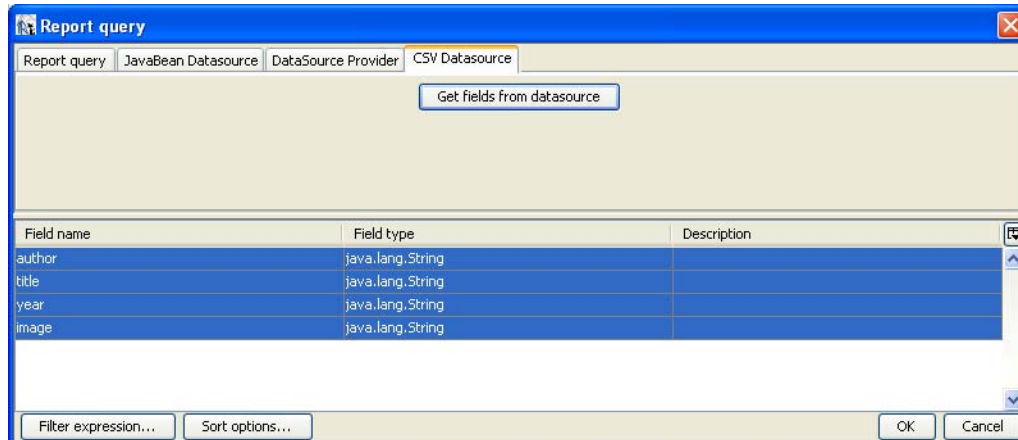 Report query
Report query JavaBean Datasource DataSource Provider CSV Datasource
Get fields from datasource
Field name Field type Description
author java.lang.String
title java.lang.String
year java.lang.String
image java.lang.String
Filter expression... Sort options... OK Cancel